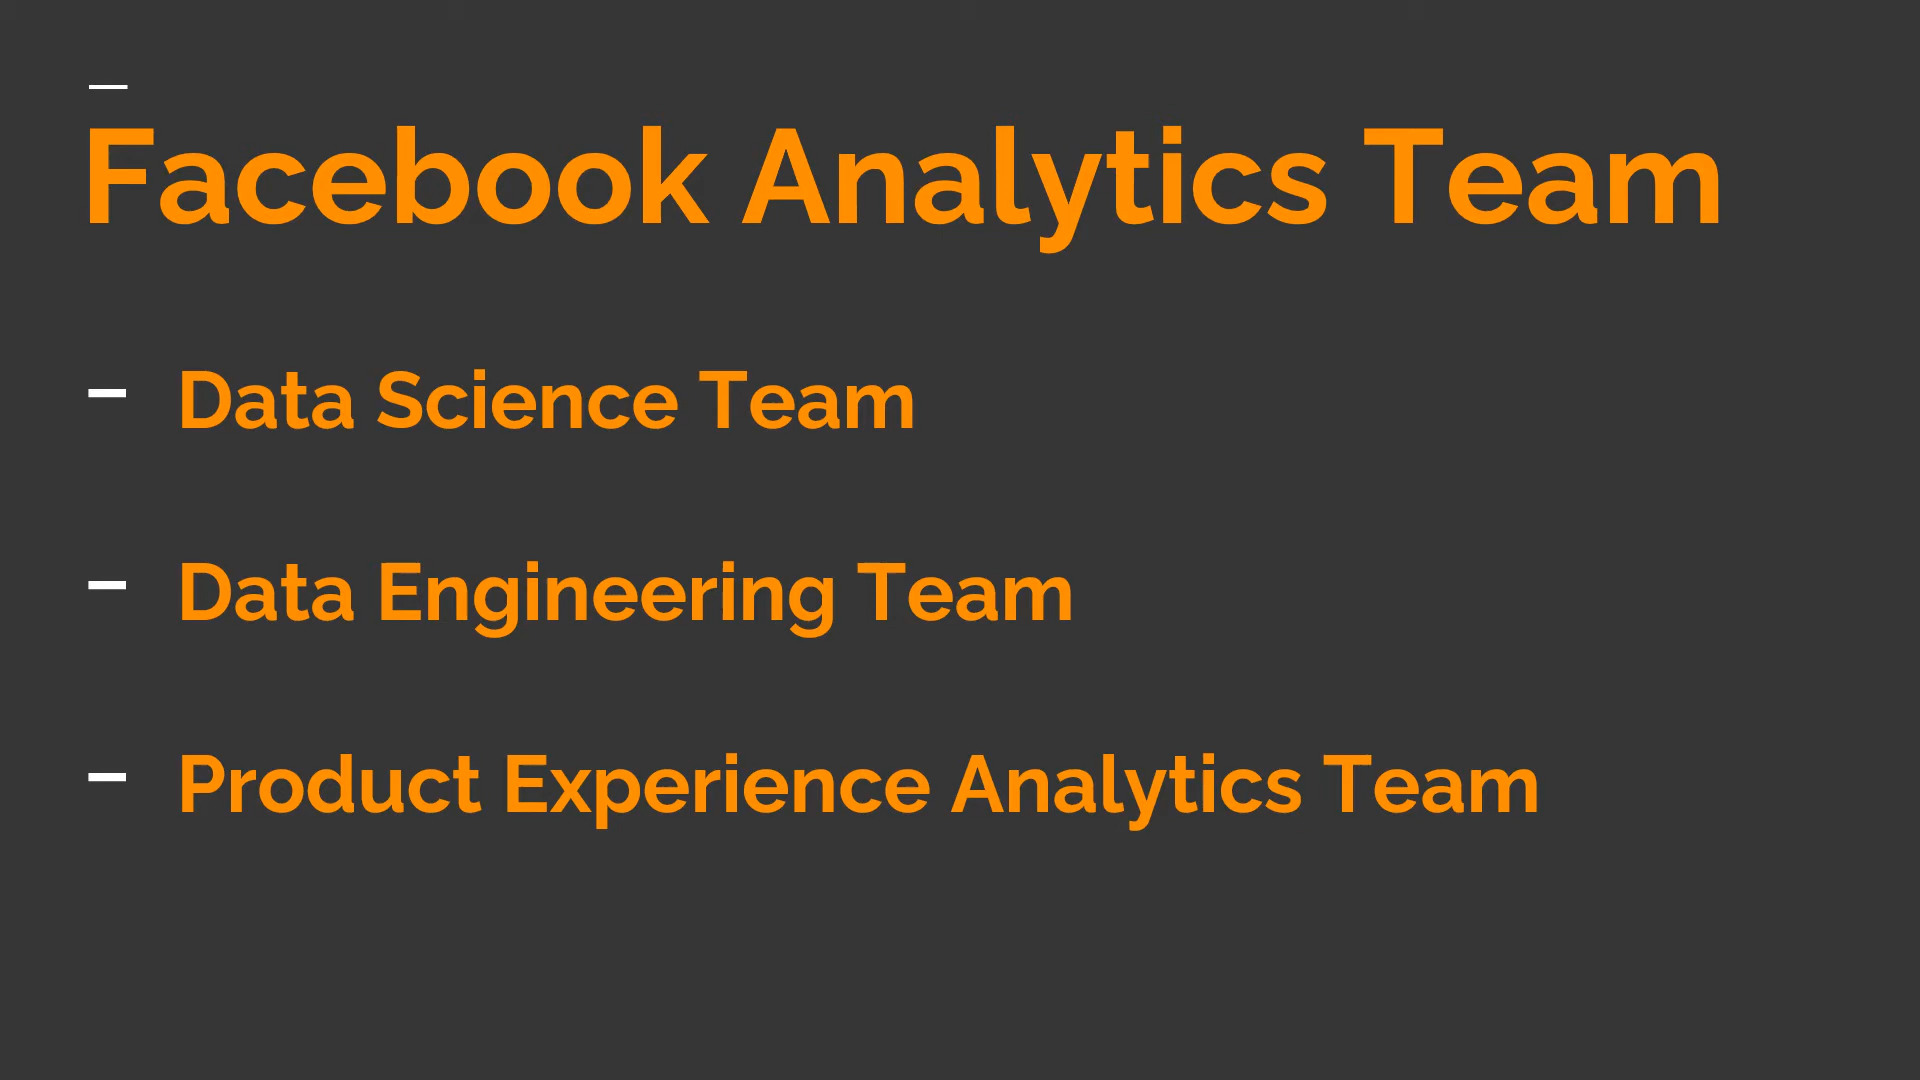 Facebook Analytics Team
- Data Science Team
- Data Engineering Team
- Product Experience Analytics Team